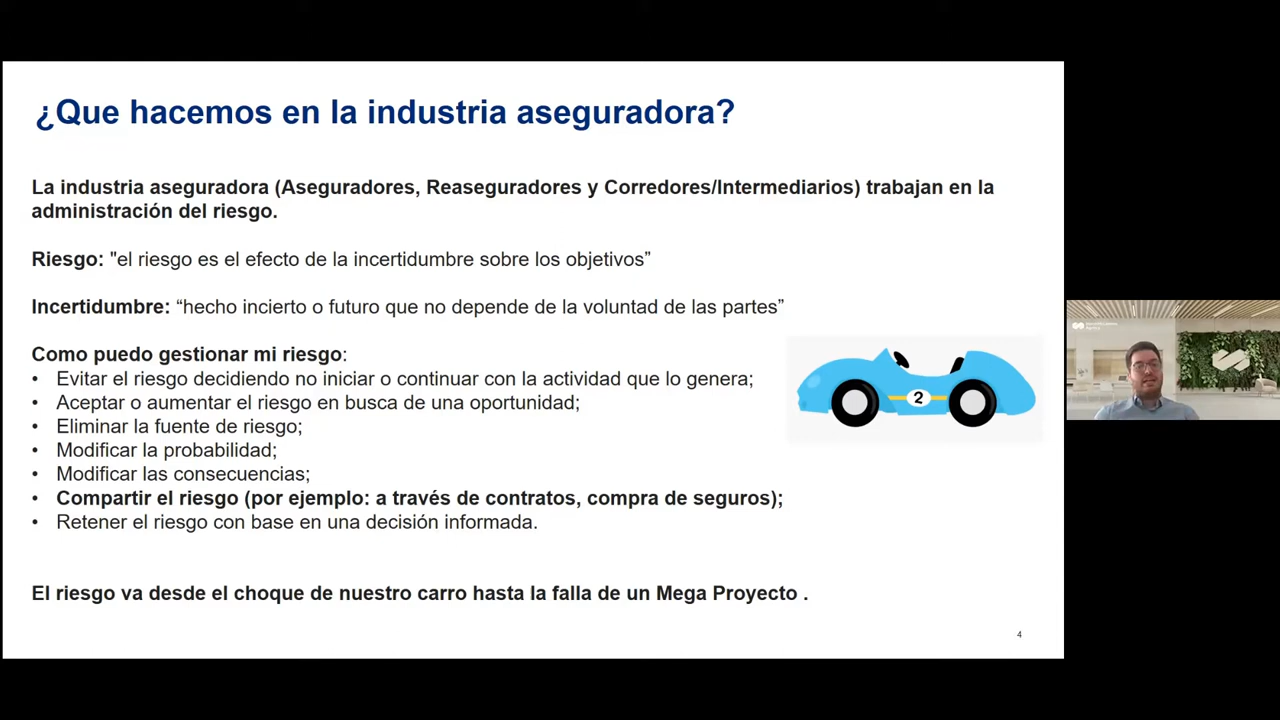 ¿Que hacemos en la industria aseguradora?
La industria aseguradora (Aseguradores, Reaseguradores y Corredores/Intermediarios) trabajan en la
administración del riesgo.
Riesgo: "el riesgo es el efecto de la incertidumbre sobre los objetivos”
Incertidumbre: “hecho incierto o futuro que no depende de la voluntad de las partes”
Como puedo gestionar mi riesgo:
• Evitar el riesgo decidiendo no iniciar o continuar con la actividad que lo genera;
• Aceptar o aumentar el riesgo en busca de una oportunidad;
• Eliminar la fuente de riesgo;
• Modificar la probabilidad;
• Modificar las consecuencias;
• Compartir el riesgo (por ejemplo: a través de contratos, compra de seguros);
• Retener el riesgo con base en una decisión informada.
2
El riesgo va desde el choque de nuestro carro hasta la falla de un Mega Proyecto .
4